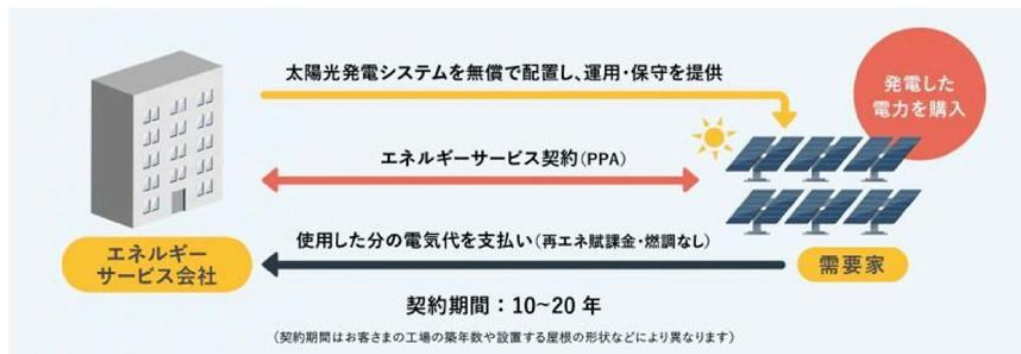 太陽光発電システムを無償で配置し、運用・保守を提供
発電した
電力を購入
エネルギーサービス契約(PPA)
使用した分の電気代を支払い(再エネ賦課金・燃調なし)
エネルギー
サービス会社
需要家
契約期間:10~20 年
(契約期間はお客さまの工場の築年数や設置する屋根の形状などにより異なります)